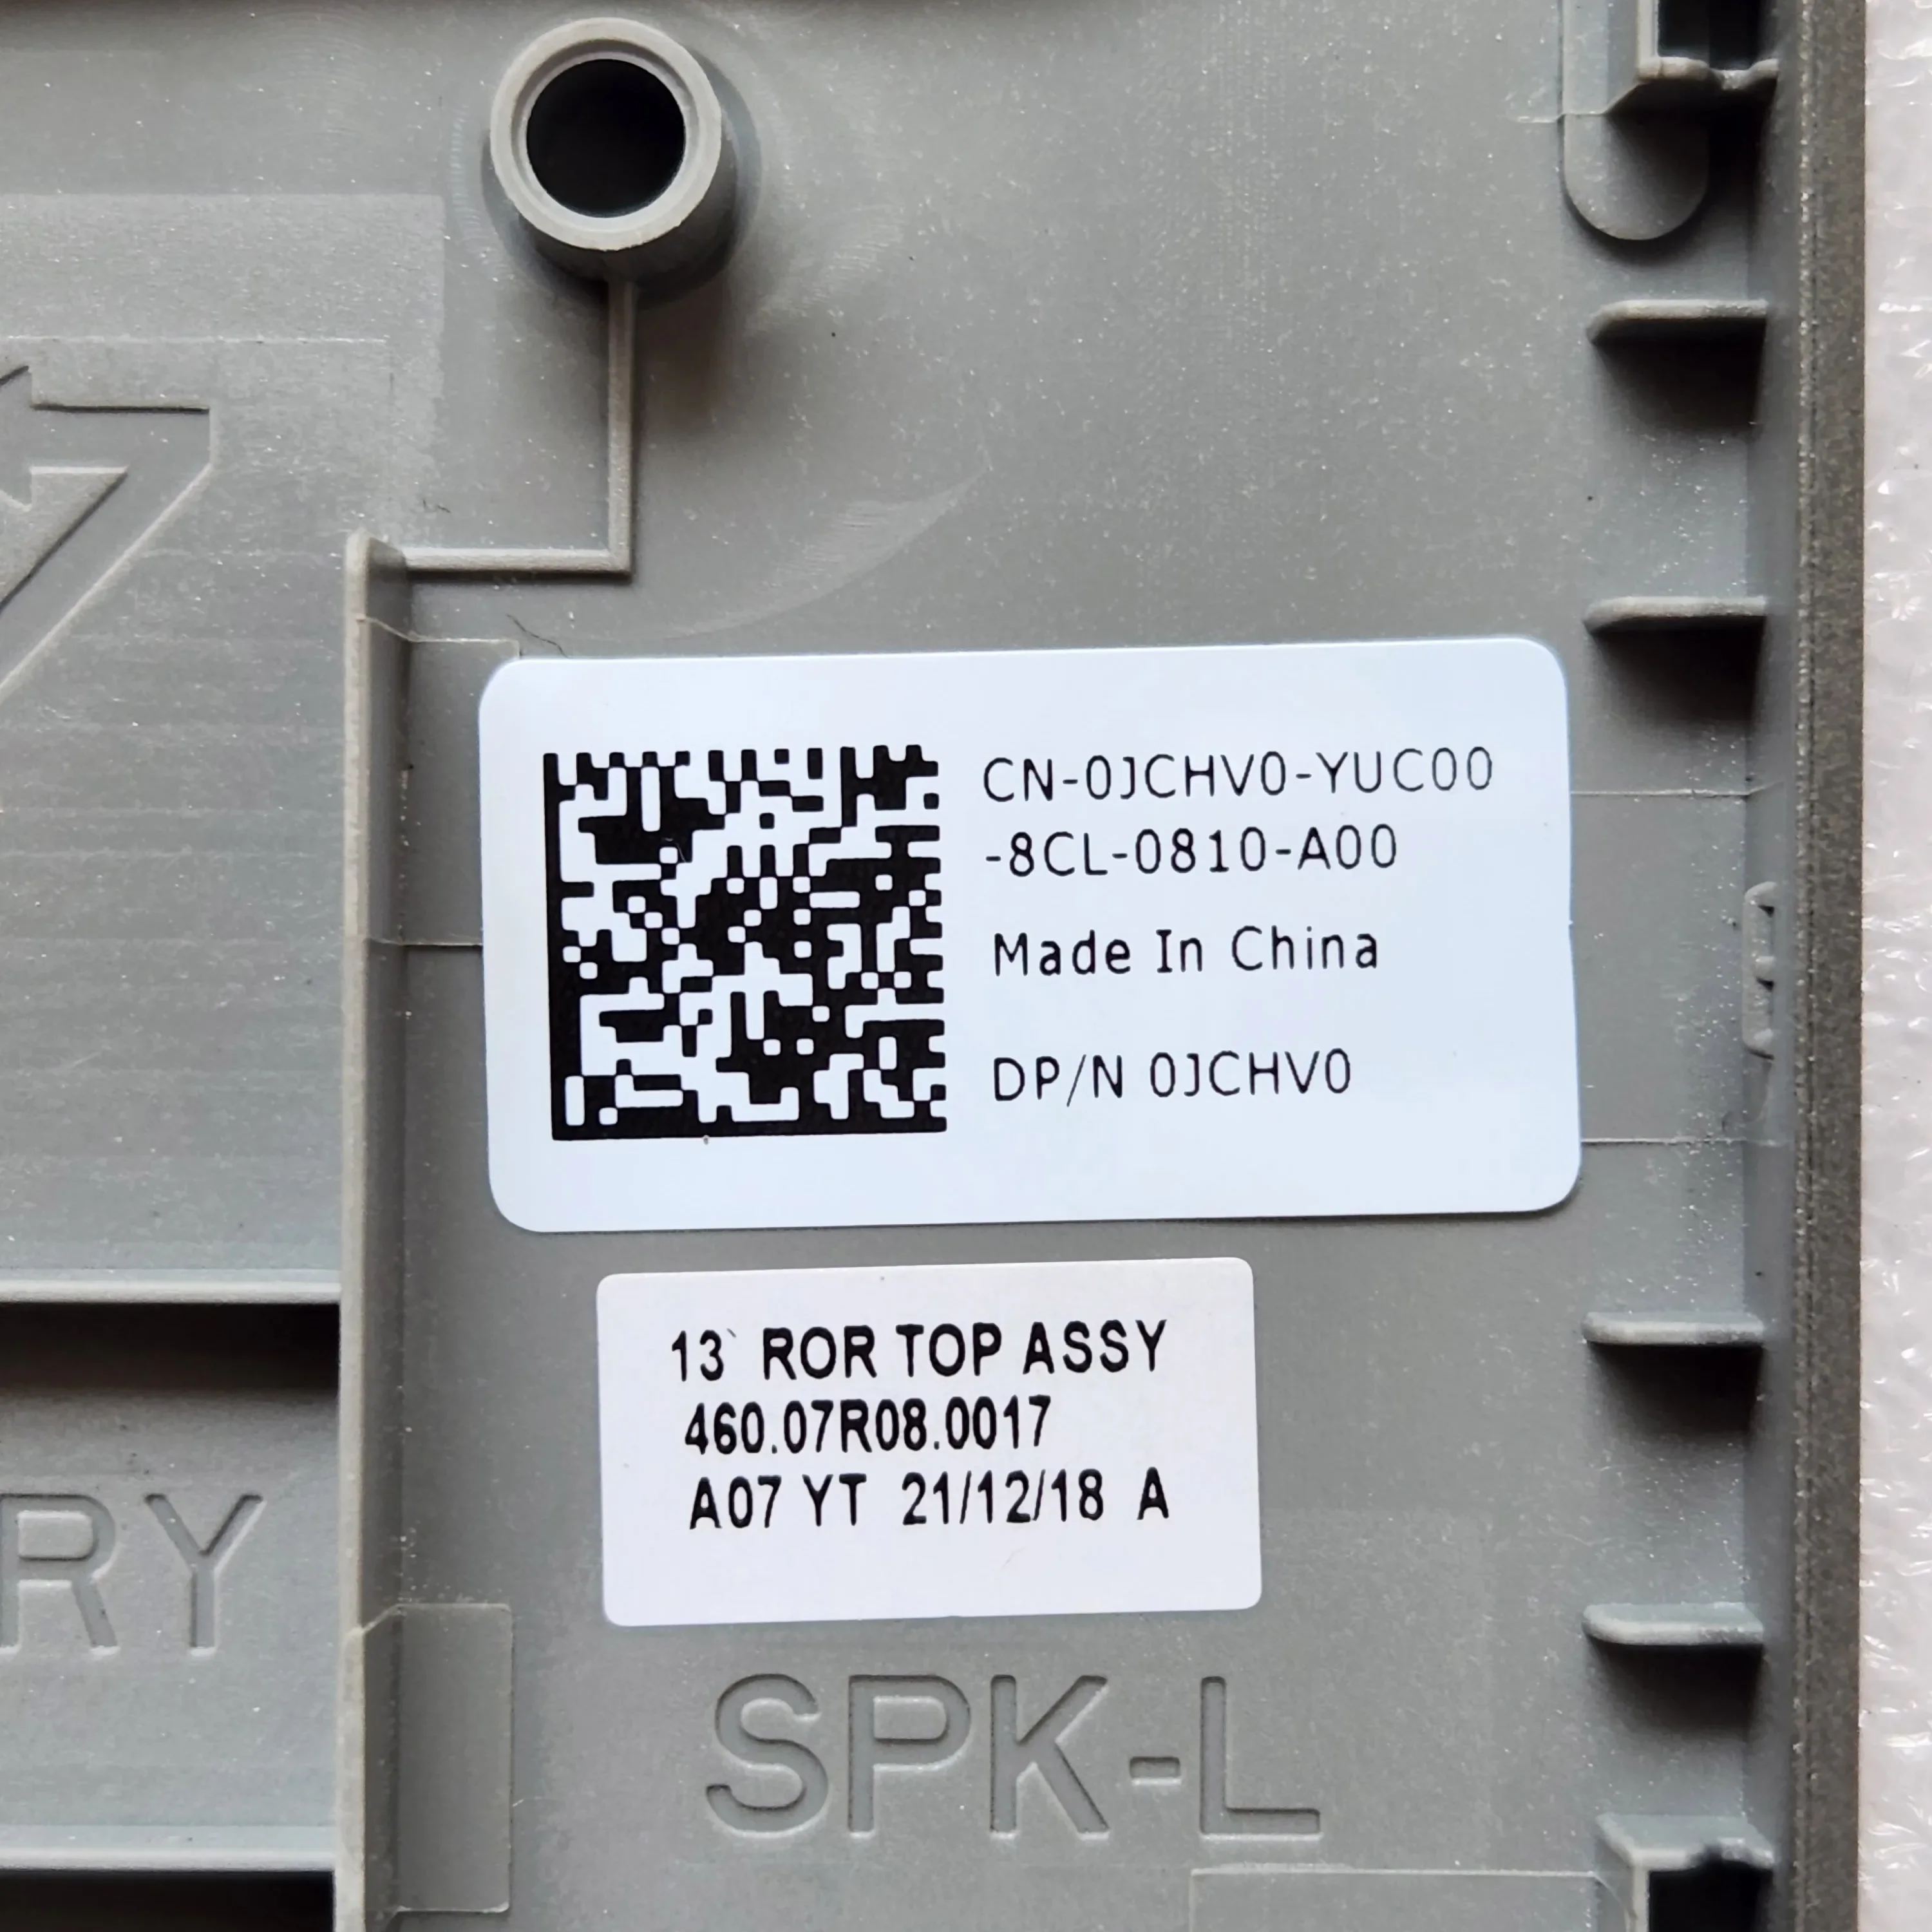 CN-0JCHV0-YUC00
-8CL-0810-A00
Made In China
DP/N 0JCHV0
13` ROR TOP ASSY
460.07R08.0017
A07 YT 21/12/18 A
RY
SPK-L